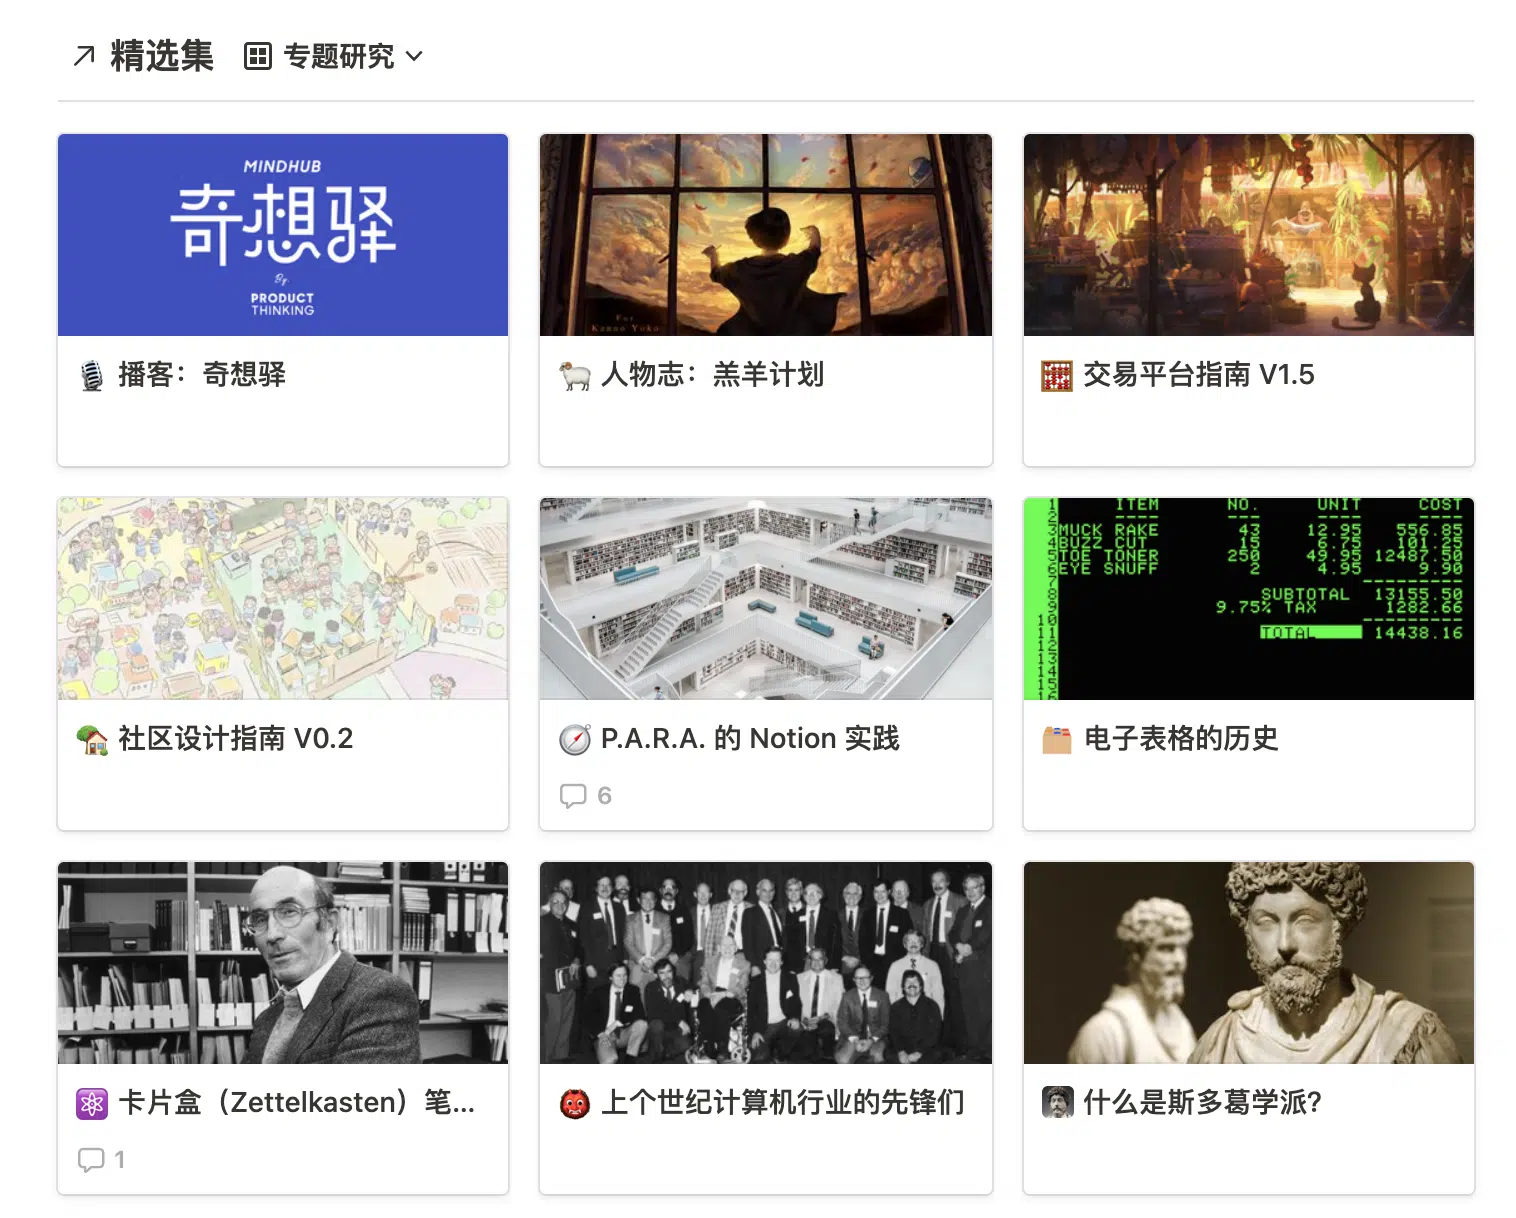 精选集 专题研究
MINDHUB
奇想驿
By.
PRODUCT
THINKING
播客：奇想驿
For
Kanno Yoko
人物志：羔羊计划
交易平台指南 V1.5
社区设计指南 V0.2
P.A.R.A. 的 Notion 实践
6
1 ITEM NO. UNIT COST
2
3 MUCK RAKE 43 12.95 556.85
4 BUZZ CUT 15 6.75 101.25
5 TOE TONER 250 49.95 12487.50
6 EYE SNUFF 2 4.95 9.90
7
8 SUBTOTAL 13155.50
9 9.75% TAX 1282.66
10
11 TOTAL 14438.16
12
13
14
15
电子表格的历史
卡片盒（Zettelkasten）笔...
1
上个世纪计算机行业的先锋们
什么是斯多葛学派？